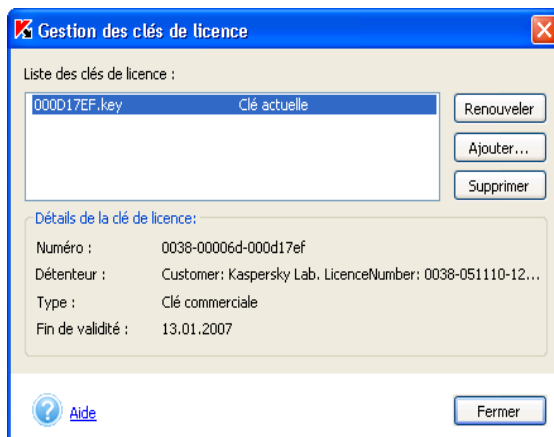 Gestion des clés de licence
Liste des clés de licence :
000D17EF.key Clé actuelle
Renouveler
Ajouter...
Supprimer
Détails de la clé de licence:
Numéro : 0038-00006d-000d17ef
Détenteur : Customer: Kaspersky Lab. LicenceNumber: 0038-051110-12...
Type : Clé commerciale
Fin de validité : 13.01.2007
Aide
Fermer